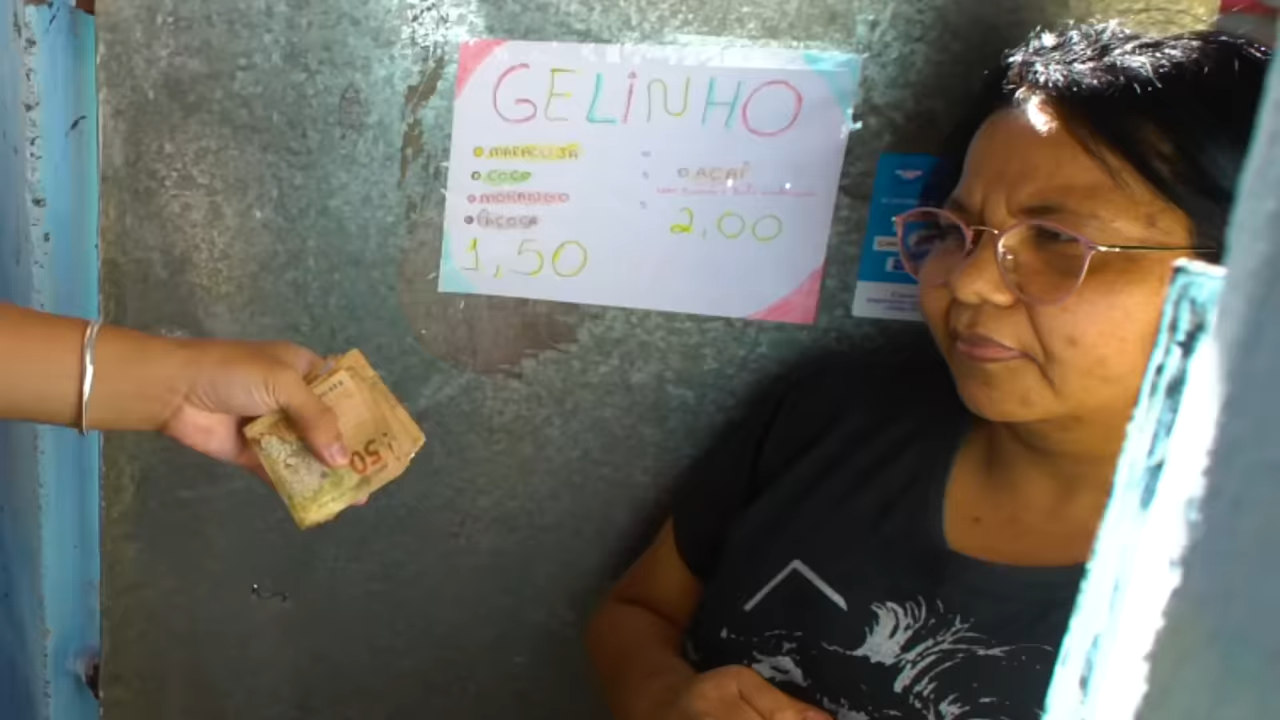 GELINHO
MARACUJÁ
COCO
MORANGO
PAÇOCA
1,50
AÇAÍ
2,00
50